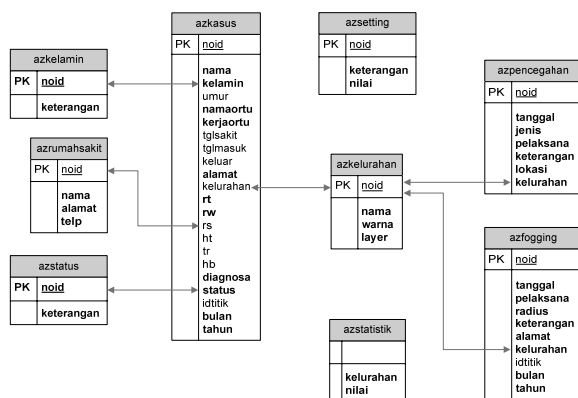 azkelamin
PK noid
keterangan
azrumahsakit
PK noid
nama
alamat
telp
azstatus
PK noid
keterangan
azkasus
PK noid
nama
kelamin
umur
namaortu
kerjaortu
tglsakit
tglmasuk
keluar
alamat
kelurahan
rt
rw
rs
ht
tr
hb
diagnosa
status
idtitik
bulan
tahun
azsetting
PK noid
keterangan
nilai
azkelurahan
PK noid
nama
warna
layer
azstatistik
kelurahan
nilai
azpencegahan
PK noid
tanggal
jenis
pelaksana
keterangan
lokasi
kelurahan
azfogging
PK noid
tanggal
pelaksana
radius
keterangan
alamat
kelurahan
idtitik
bulan
tahun